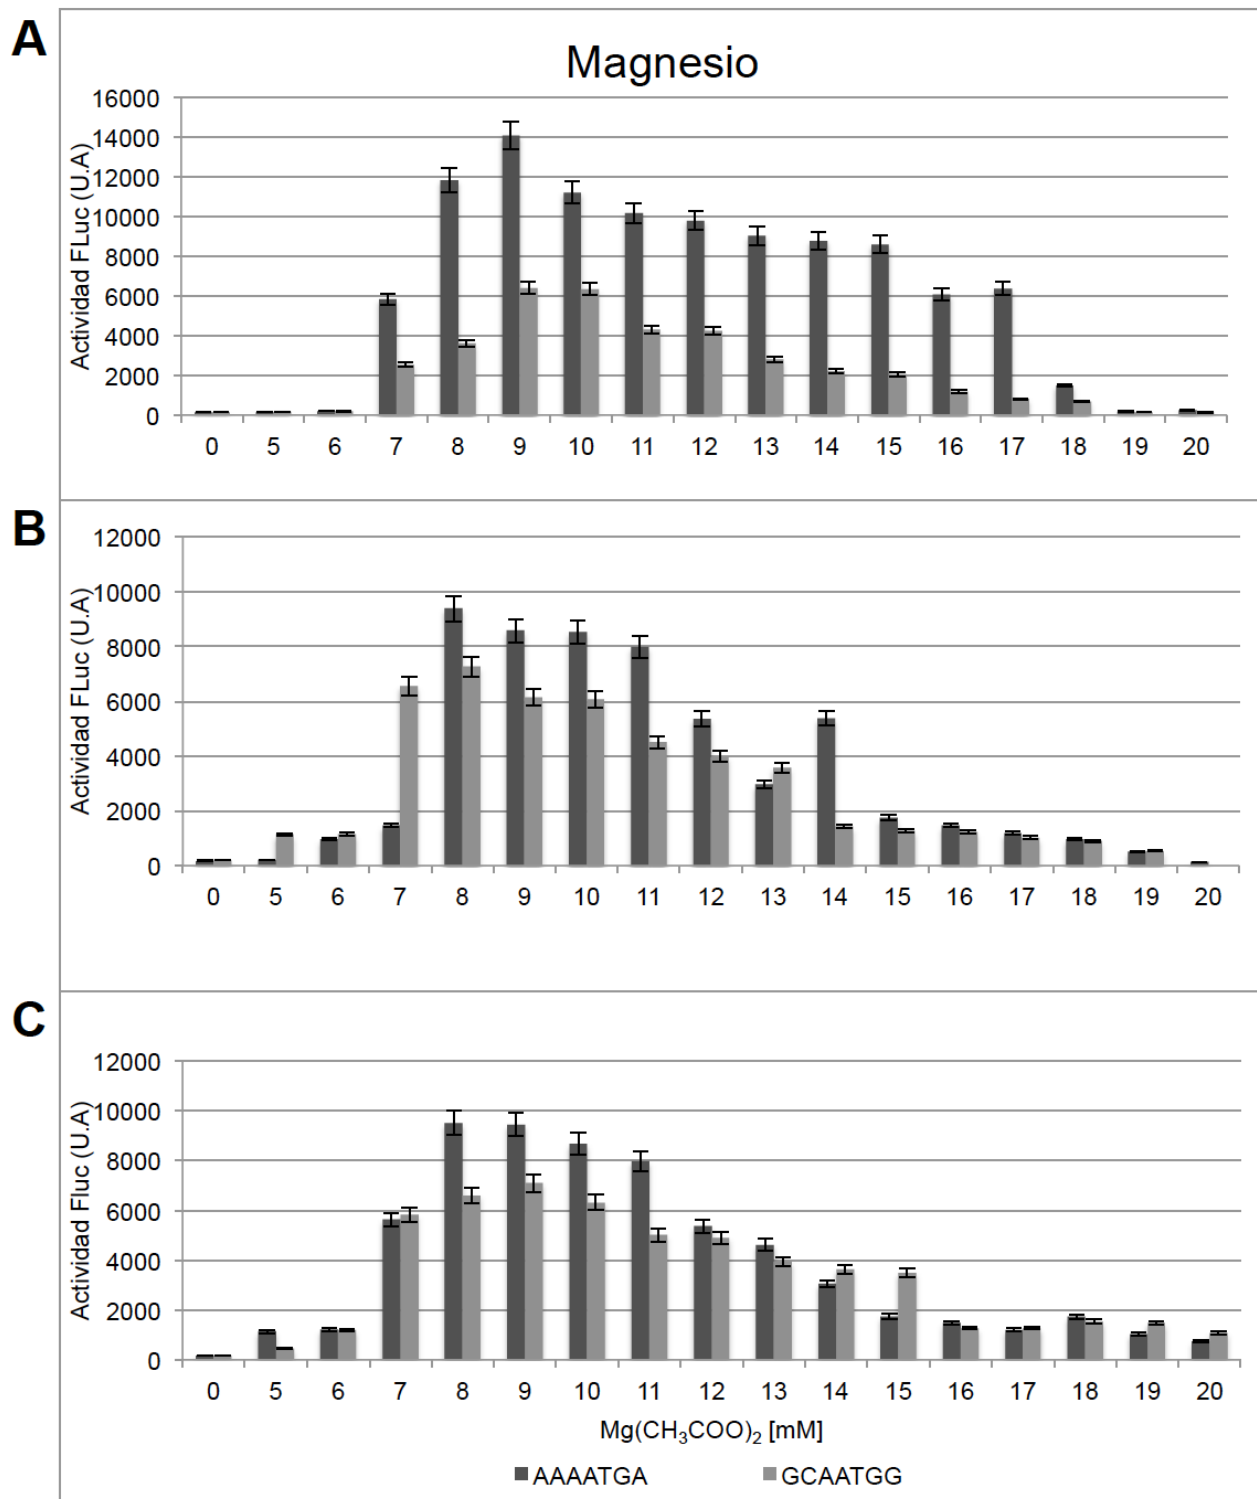 A
Magnesio
Actividad FLuc (U.A)
16000
14000
12000
10000
8000
6000
4000
2000
0
0 5 6 7 8 9 10 11 12 13 14 15 16 17 18 19 20
B
Actividad FLuc (U.A)
12000
10000
8000
6000
4000
2000
0
0 5 6 7 8 9 10 11 12 13 14 15 16 17 18 19 20
C
Actividad Fluc (U.A)
12000
10000
8000
6000
4000
2000
0
0 5 6 7 8 9 10 11 12 13 14 15 16 17 18 19 20
Mg(CH₃COO)₂ [mM]
AAAATGA GCAATGG